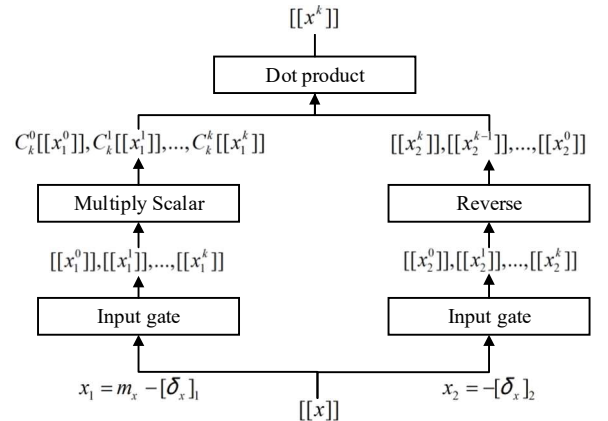 [[x^k]]
Dot product
C_k^0[[x_1^0]],C_k^1[[x_1^1]],...,C_k^k[[x_1^k]]
[[x_2^k]],[[x_2^{k-1}]],...,[[x_2^0]]
Multiply Scalar
Reverse
[[x_1^0]],[[x_1^1]],...,[[x_1^k]]
[[x_2^0]],[[x_2^1]],...,[[x_2^k]]
Input gate
Input gate
x_1 = m_x −[δ_x]_1
x_2 = −[δ_x]_2
[[x]]